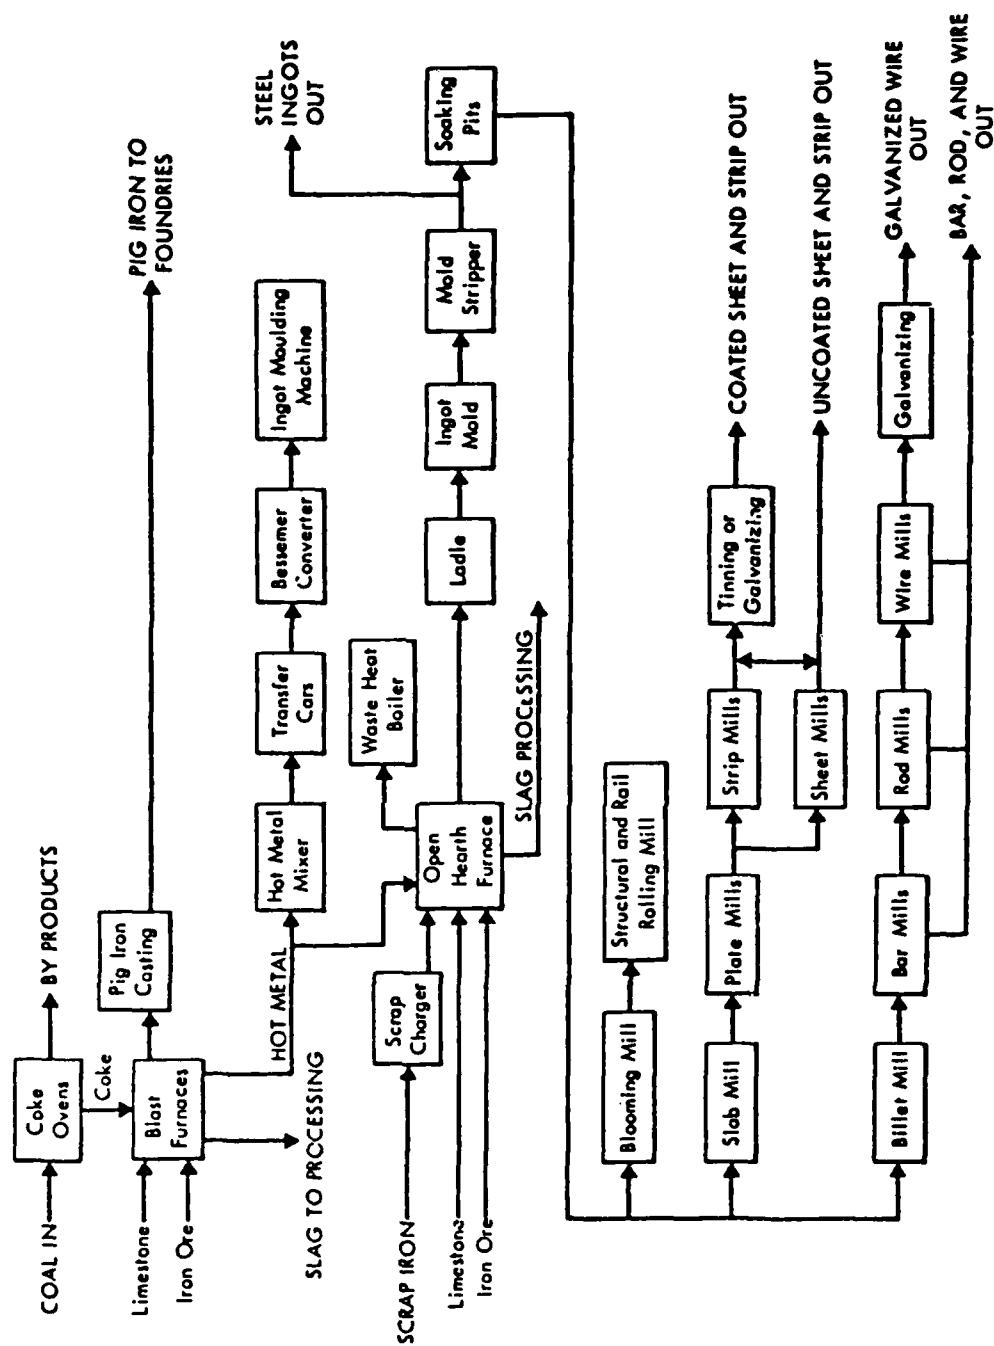 COAL IN
Coke
Ovens
BY PRODUCTS
Coke
Limestone
Iron Ore
Blast
Furnaces
Pig Iron
Casting
PIG IRON TO
FOUNDRIES
SLAG TO PROCESSING
HOT METAL
Hot Metal
Mixer
Transfer
Cars
Bessemer
Converter
Ingot Moulding
Machine
STEEL
INGOTS
OUT
Waste Heat
Boiler
SCRAP IRON
Scrap
Charger
Limestone
Iron Ore
Open
Hearth
Furnace
Ladle
Ingot
Mold
Mold
Stripper
Soaking
Pits
SLAG PROCESSING
Blooming Mill
Structural and Rail
Rolling Mill
Slab Mill
Plate Mills
Strip Mills
Tinning or
Galvanizing
COATED SHEET AND STRIP OUT
Sheet Mills
UNCOATED SHEET AND STRIP OUT
Billet Mill
Bar Mills
Rod Mills
Wire Mills
Galvanizing
GALVANIZED WIRE
OUT
BAR, ROD, AND WIRE
OUT